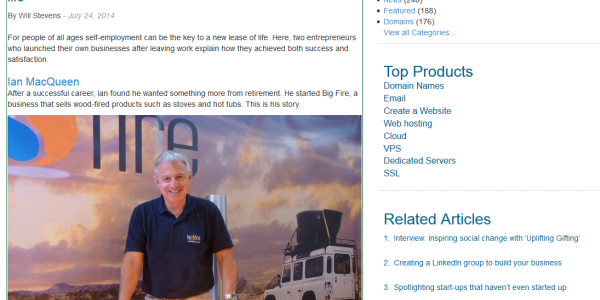 By Will Stevens - July 24, 2014
For people of all ages self-employment can be the key to a new lease of life. Here, two entrepreneurs
who launched their own businesses after leaving work explain how they achieved both success and
satisfaction.
Ian MacQueen
After a successful career, Ian found he wanted something more from retirement. He started Big Fire, a
business that sells wood-fired products such as stoves and hot tubs. This is his story.
fire
Featured (188)
Domains (176)
View all Categories...
Top Products
Domain Names
Email
Create a Website
Web hosting
Cloud
VPS
Dedicated Servers
SSL
Related Articles
1. Interview: Inspiring social change with 'Uplifting Gifting'
2. Creating a LinkedIn group to build your business
3. Spotlighting start-ups that haven't even started up